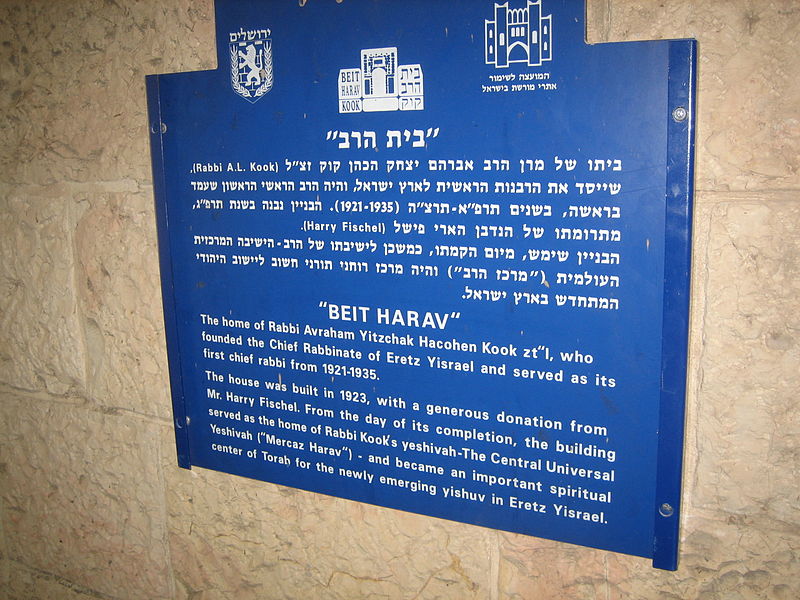 ירושלים
BEIT
HARAV
KOOK
בית
הרב
קוק
המועצה לשימור
אתרי מורשת בישראל
"בית הרב"
ביתו של מרן הרב אברהם יצחק הכהן קוק זצ"ל (Rabbi A.L. Kook),
שייסד את הרבנות הראשית לארץ ישראל, והיה הרב הראשי הראשון שעמד
בראשה, בשנים תרפ"א-תרצ"ה (1921-1935). הבניין נבנה בשנת תרפ"ג,
מתרומתו של הנדבן הארי פישל (Harry Fischel).
הבניין שימש, מיום הקמתו, כמשכן לישיבתו של הרב-הישיבה המרכזית
העולמית ("מרכז הרב") והיה מרכז רוחני תורני חשוב ליישוב היהודי
המתחדש בארץ ישראל.
"BEIT HARAV"
The home of Rabbi Avraham Yitzchak Hacohen Kook zt"l, who
founded the Chief Rabbinate of Eretz Yisrael and served as its
first chief rabbi from 1921-1935.
The house was built in 1923, with a generous donation from
Mr. Harry Fischel. From the day of its completion, the building
served as the home of Rabbi Kook's yeshivah-The Central Universal
Yeshivah ("Mercaz Harav") - and became an important spiritual
center of Torah for the newly emerging yishuv in Eretz Yisrael.